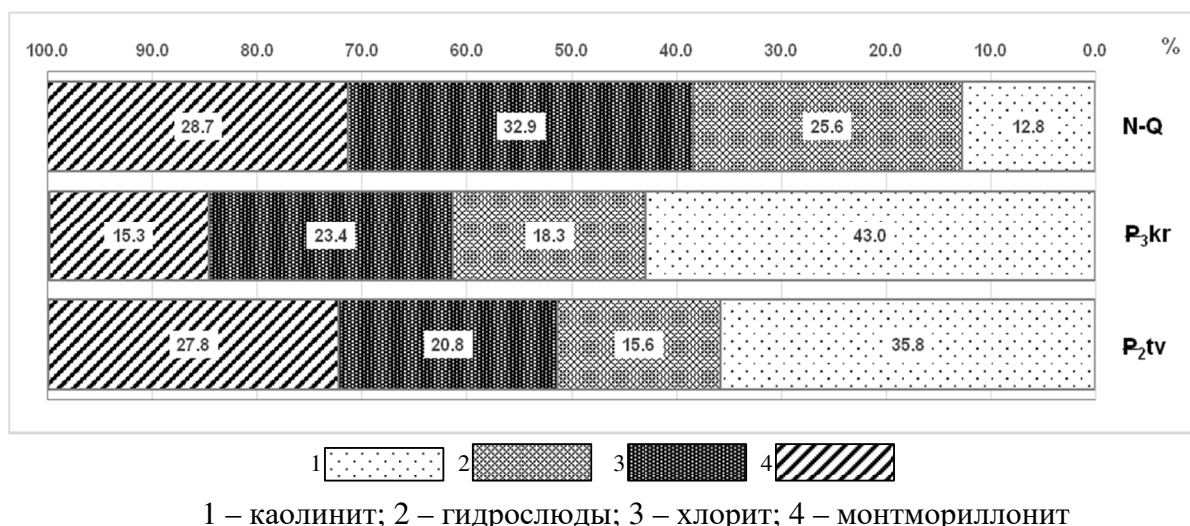 100.0 90.0 80.0 70.0 60.0 50.0 40.0 30.0 20.0 10.0 0.0 %
28.7 32.9 25.6 12.8 N-Q
15.3 23.4 18.3 43.0 P₃kr
27.8 20.8 15.6 35.8 P₂tv
1 2 3 4
1 – каолинит; 2 – гидрослюды; 3 – хлорит; 4 – монтмориллонит